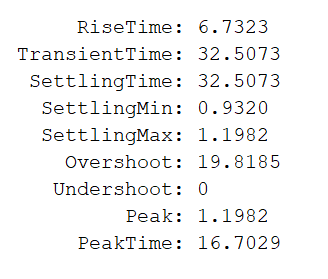 RiseTime: 6.7323
TransientTime: 32.5073
SettlingTime: 32.5073
SettlingMin: 0.9320
SettlingMax: 1.1982
Overshoot: 19.8185
Undershoot: 0
Peak: 1.1982
PeakTime: 16.7029